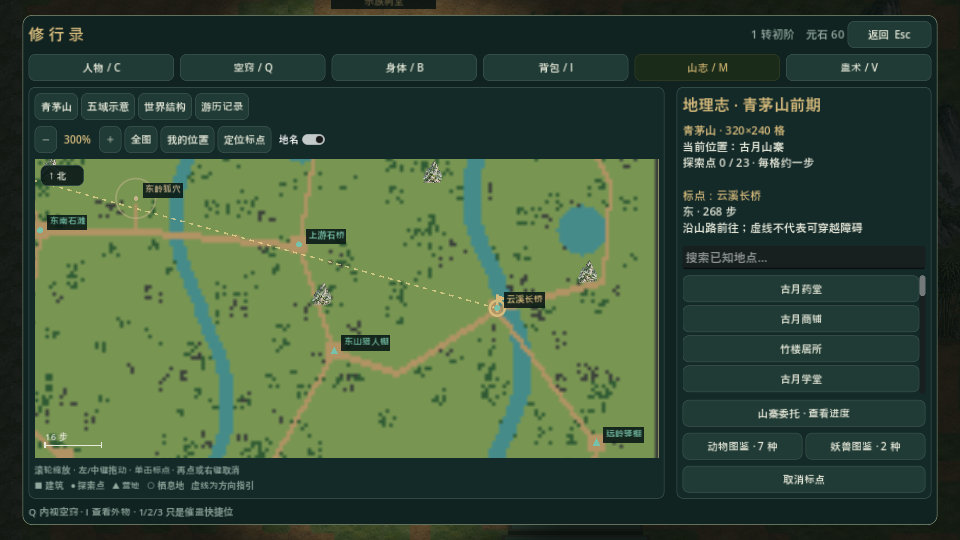 宗族祠堂
修行录
1 转初阶 元石 60 返回 Esc
人物 / C
空窍 / Q
身体 / B
背包 / I
山志 / M
蛊术 / V
青茅山
五域示意
世界结构
游历记录
− 300% + 全图 我的位置 定位标点 地名
1 北
东岭狐穴
东南石滩
上游石桥
云溪长桥
东山猎人棚
远岭驿棚
16 步
滚轮缩放 · 左/中键拖动 · 单击标点 · 再点或右键取消
■ 建筑 ● 探索点 ▲ 营地 ○ 栖息地 虚线为方向指引
Q 内视空窍 · I 查看外物 · 1/2/3 只是催蛊快捷位
地理志 · 青茅山前期
青茅山 · 320×240 格
当前位置：古月山寨
探索点 0 / 23 · 每格约一步
标点：云溪长桥
东 · 268 步
沿山路前往；虚线不代表可穿越障碍
搜索已知地点...
古月药堂
古月商铺
竹楼居所
古月学堂
山寨委托 · 查看进度
动物图鉴 · 7 种
妖兽图鉴 · 2 种
取消标点